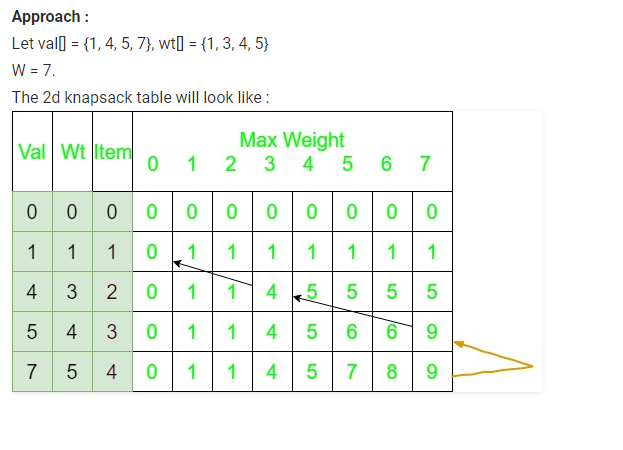 Approach :
Let val[] = {1, 4, 5, 7}, wt[] = {1, 3, 4, 5}
W = 7.
The 2d knapsack table will look like :
Val Wt Item Max Weight
0 1 2 3 4 5 6 7
0 0 0 0 0 0 0 0 0 0 0
1 1 1 0 1 1 1 1 1 1 1
4 3 2 0 1 1 4 5 5 5 5
5 4 3 0 1 1 4 5 6 6 9
7 5 4 0 1 1 4 5 7 8 9